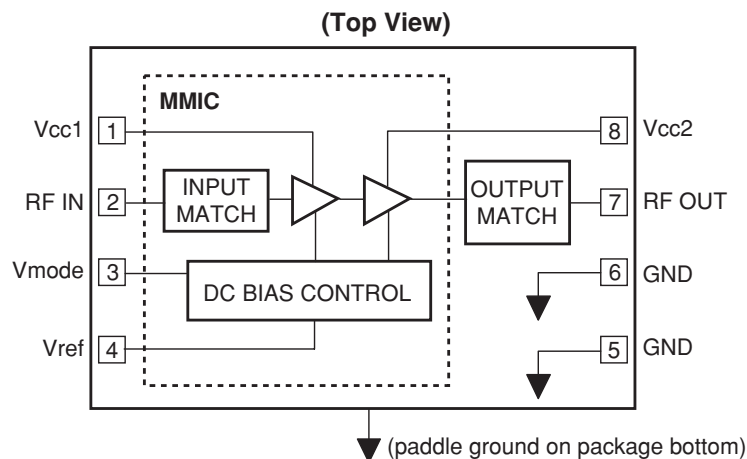 (Top View)
MMIC
Vcc1 1
8 Vcc2
RF IN 2
INPUT
MATCH
OUTPUT
MATCH
7 RF OUT
Vmode 3
DC BIAS CONTROL
6 GND
Vref 4
5 GND
(paddle ground on package bottom)